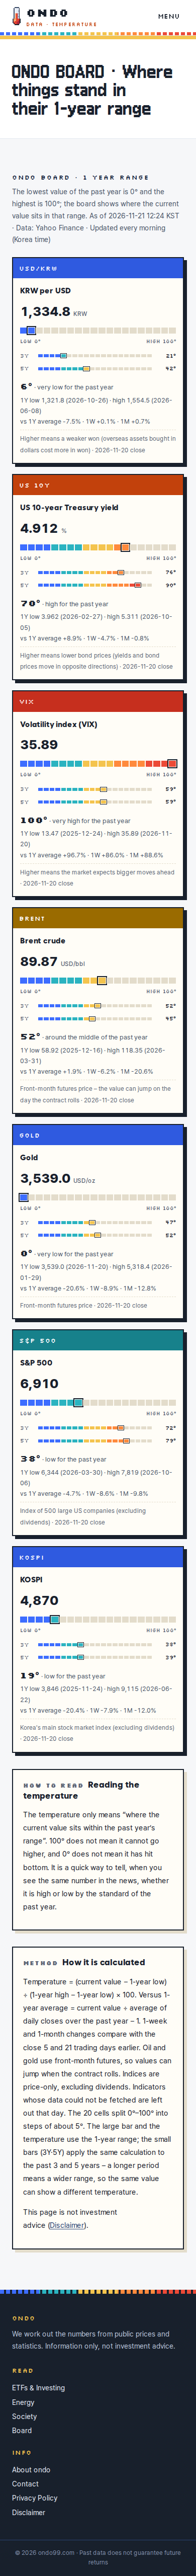 ONDO
DATA · TEMPERATURE
MENU
ONDO BOARD · Where
things stand in
their 1-year range
ONDO BOARD · 1 YEAR RANGE
The lowest value of the past year is 0° and the
highest is 100°; the board shows where the current
value sits in that range. As of 2026-11-21 12:24 KST
· Data: Yahoo Finance · Updated every morning
(Korea time)
USD/KRW
KRW per USD
1,334.8 KRW
LOW 0° HIGH 100°
3Y 21°
5Y 42°
6° · very low for the past year
1Y low 1,321.8 (2026-10-26) · high 1,554.5 (2026-
06-08)
vs 1Y average −7.5% · 1W +0.1% · 1M +0.7%
Higher means a weaker won (overseas assets bought in
dollars cost more in won) · 2026-11-20 close
US 10Y
US 10-year Treasury yield
4.912 %
LOW 0° HIGH 100°
3Y 76°
5Y 90°
70° · high for the past year
1Y low 3.962 (2026-02-27) · high 5.311 (2026-10-
05)
vs 1Y average +8.9% · 1W −4.7% · 1M −0.8%
Higher means lower bond prices (yields and bond
prices move in opposite directions) · 2026-11-20 close
VIX
Volatility index (VIX)
35.89
LOW 0° HIGH 100°
3Y 59°
5Y 59°
100° · very high for the past year
1Y low 13.47 (2025-12-24) · high 35.89 (2026-11-
20)
vs 1Y average +96.7% · 1W +86.0% · 1M +88.6%
Higher means the market expects bigger moves ahead
· 2026-11-20 close
BRENT
Brent crude
89.87 USD/bbl
LOW 0° HIGH 100°
3Y 52°
5Y 45°
52° · around the middle of the past year
1Y low 58.92 (2025-12-16) · high 118.35 (2026-
03-31)
vs 1Y average +1.9% · 1W −6.2% · 1M −20.6%
Front-month futures price – the value can jump on the
day the contract rolls · 2026-11-20 close
GOLD
Gold
3,539.0 USD/oz
LOW 0° HIGH 100°
3Y 47°
5Y 52°
0° · very low for the past year
1Y low 3,539.0 (2026-11-20) · high 5,318.4 (2026-
01-29)
vs 1Y average −20.6% · 1W −8.9% · 1M −12.8%
Front-month futures price · 2026-11-20 close
S&P 500
S&P 500
6,910
LOW 0° HIGH 100°
3Y 72°
5Y 79°
38° · low for the past year
1Y low 6,344 (2026-03-30) · high 7,819 (2026-10-
06)
vs 1Y average −4.7% · 1W −8.6% · 1M −9.8%
Index of 500 large US companies (excluding
dividends) · 2026-11-20 close
KOSPI
KOSPI
4,870
LOW 0° HIGH 100°
3Y 38°
5Y 39°
19° · low for the past year
1Y low 3,846 (2025-11-24) · high 9,115 (2026-06-
22)
vs 1Y average −20.4% · 1W −7.9% · 1M −12.0%
Korea's main stock market index (excluding dividends)
· 2026-11-20 close
HOW TO READ Reading the
temperature
The temperature only means "where the
current value sits within the past year's
range". 100° does not mean it cannot go
higher, and 0° does not mean it has hit
bottom. It is a quick way to tell, when you
see the same number in the news, whether
it is high or low by the standard of the
past year.
METHOD How it is calculated
Temperature = (current value − 1-year low)
÷ (1-year high − 1-year low) × 100. Versus 1-
year average = current value ÷ average of
daily closes over the past year − 1. 1-week
and 1-month changes compare with the
close 5 and 21 trading days earlier. Oil and
gold use front-month futures, so values can
jump when the contract rolls. Indices are
price-only, excluding dividends. Indicators
whose data could not be fetched are left
out that day. The 20 cells split 0°–100° into
steps of about 5°. The large bar and the
temperature use the 1-year range; the small
bars (3Y·5Y) apply the same calculation to
the past 3 and 5 years – a longer period
means a wider range, so the same value
can show a different temperature.
This page is not investment
advice (Disclaimer).
ONDO
We work out the numbers from public prices and
statistics. Information only, not investment advice.
READ
ETFs & Investing
Energy
Society
Board
INFO
About ondo
Contact
Privacy Policy
Disclaimer
© 2026 ondo99.com · Past data does not guarantee future
returns